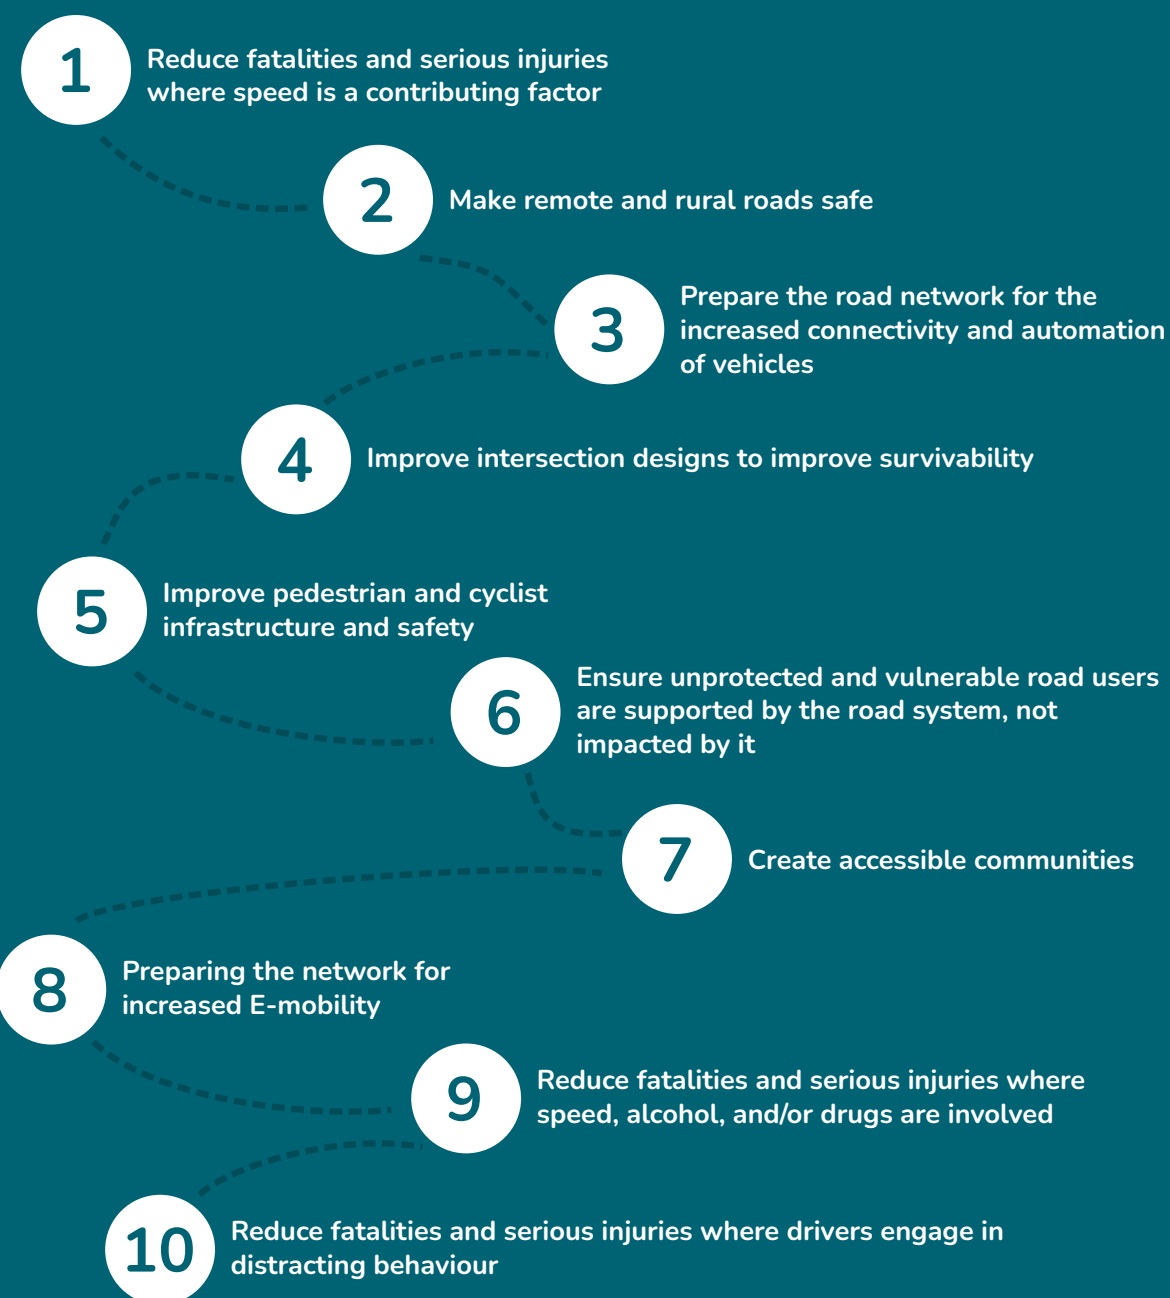 1
Reduce fatalities and serious injuries
where speed is a contributing factor
2
Make remote and rural roads safe
3
Prepare the road network for the
increased connectivity and automation
of vehicles
4
Improve intersection designs to improve survivability
5
Improve pedestrian and cyclist
infrastructure and safety
6
Ensure unprotected and vulnerable road users
are supported by the road system, not
impacted by it
7
Create accessible communities
8
Preparing the network for
increased E-mobility
9
Reduce fatalities and serious injuries where
speed, alcohol, and/or drugs are involved
10
Reduce fatalities and serious injuries where drivers engage in
distracting behaviour